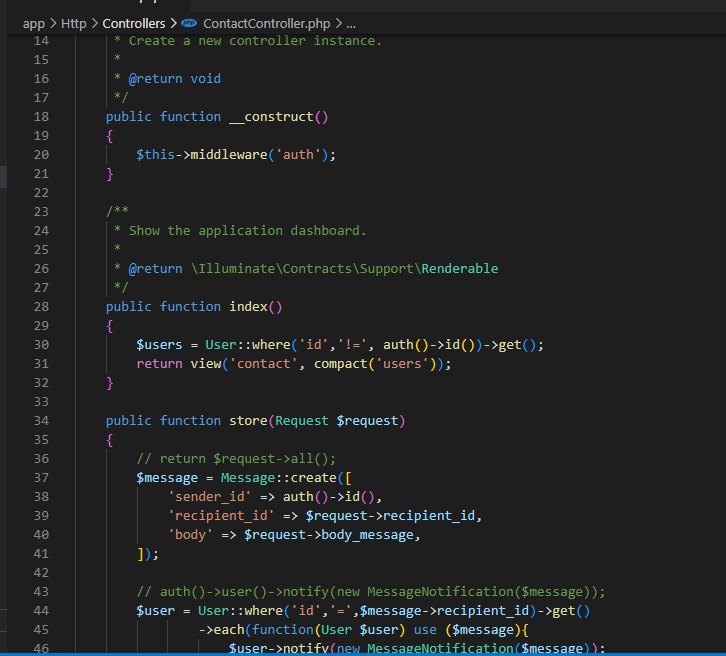 app > Http > Controllers > php ContactController.php > ...
14 * Create a new controller instance.
15 *
16 * @return void
17 */
18 public function __construct()
19 {
20 $this->middleware('auth');
21 }
22
23 /**
24 * Show the application dashboard.
25 *
26 * @return \Illuminate\Contracts\Support\Renderable
27 */
28 public function index()
29 {
30 $users = User::where('id','!=', auth()->id())->get();
31 return view('contact', compact('users'));
32 }
33
34 public function store(Request $request)
35 {
36 // return $request->all();
37 $message = Message::create([
38 'sender_id' => auth()->id(),
39 'recipient_id' => $request->recipient_id,
40 'body' => $request->body_message,
41 ]);
42
43 // auth()->user()->notify(new MessageNotification($message));
44 $user = User::where('id','=',$message->recipient_id)->get()
45 ->each(function(User $user) use ($message){
46 $user->notify(new MessageNotification($message));